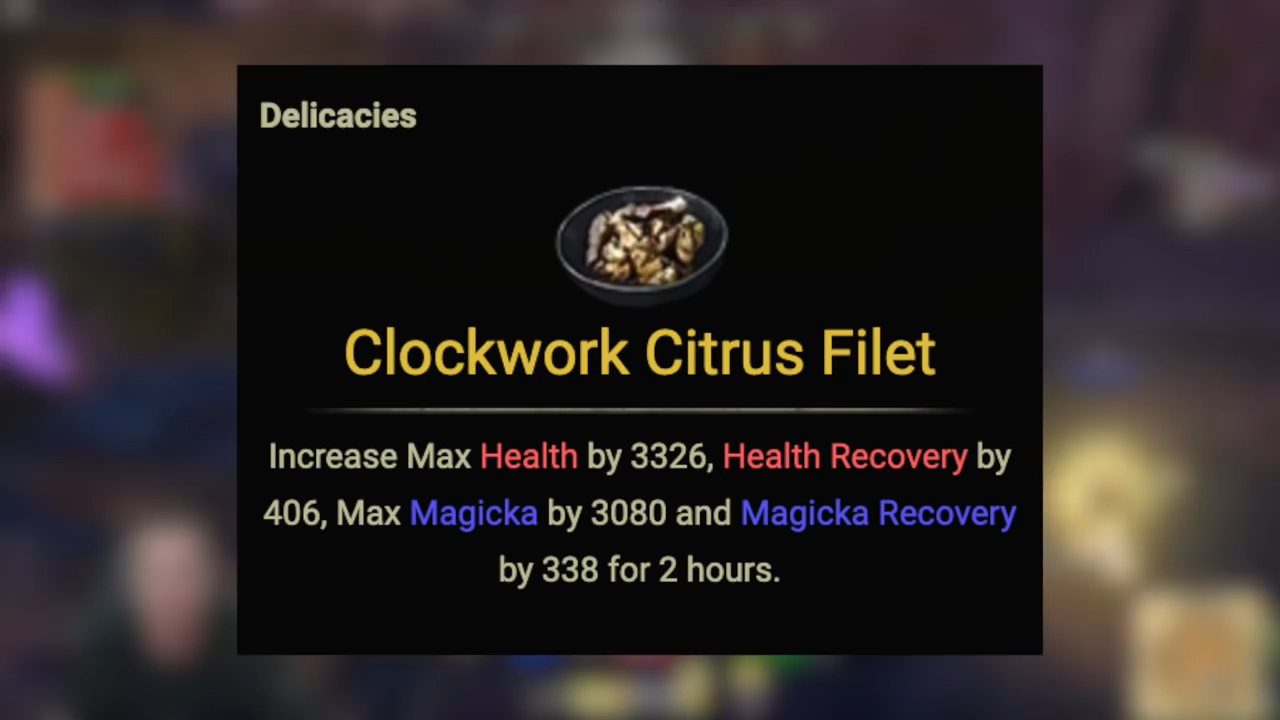 Delicacies
Clockwork Citrus Filet
Increase Max Health by 3326, Health Recovery by
406, Max Magicka by 3080 and Magicka Recovery
by 338 for 2 hours.